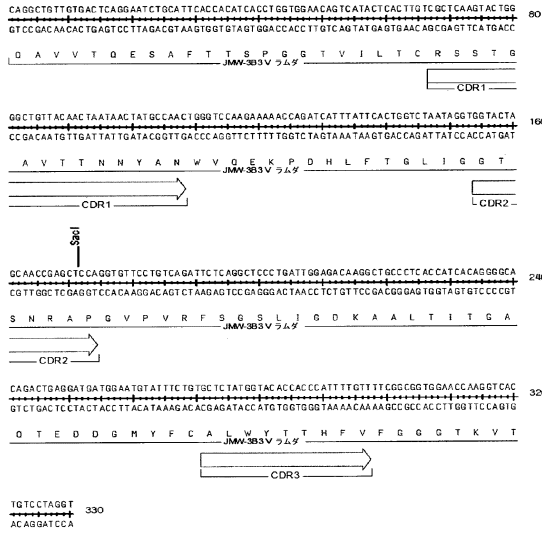 CAGGCTGTTGTGACTCAGGAATCTGCATTCACCACATCACCTGGTGGAACAGTCATACTCACTTGTCGCTCAAGTACTGG
80
GTCCGACAACACTGAGTCCTTAGACGTAAGTGGTGTAGTGGACCACCTTGTCAGTATGAGTGAACAGCGAGTTCATGACC
Q A V V T Q E S A F T T S P G G T V I L T C R S S T G
JMW-3B3 V ラムダ
CDR1
GGCTGTTACAACTAATAACTATGCCAACTGGGTCCAAGAAAAACCAGATCATTTATTCACTGGTCTAATAGGTGGTACTA
160
CCGACAATGTTGATTATTGATACGGTTGACCCAGGTTCTTTTTGGTCTAGTAAATAAGTGACCAGATTATCCACCATGAT
A V T T N N Y A N W V Q E K P D H L F T G L I G G T
JMW-3B3 V ラムダ
CDR1
CDR2
SacI
GCAACCGAGCTCCAGGTGTTCCTGTCAGATTCTCAGGCTCCCTGATTGGAGACAAGGCTGCCCTCACCATCACAGGGGCA
240
CGTTGGCTCGAGGTCCACAAGGACAGTCTAAGAGTCCGAGGGACTAACCTCTGTTCCGACGGGAGTGGTAGTGTCCCCGT
S N R A P G V P V R F S G S L I G D K A A L T I T G A
JMW-3B3 V ラムダ
CDR2
CAGACTGAGGATGATGGAATGTATTTCTGTGCTCTATGGTACACCACCCATTTTGTTTTCGGCGGTGGAACCAAGGTCAC
320
GTCTGACTCCTACTACCTTACATAAAGACACGAGATACCATGTGGTGGGTAAAACAAAAGCCGCCACCTTGGTTCCAGTG
Q T E D D G M Y F C A L W Y T T H F V F G G G T K V T
JMW-3B3 V ラムダ
CDR3
TGTCCTAGGT
330
ACAGGATCCA